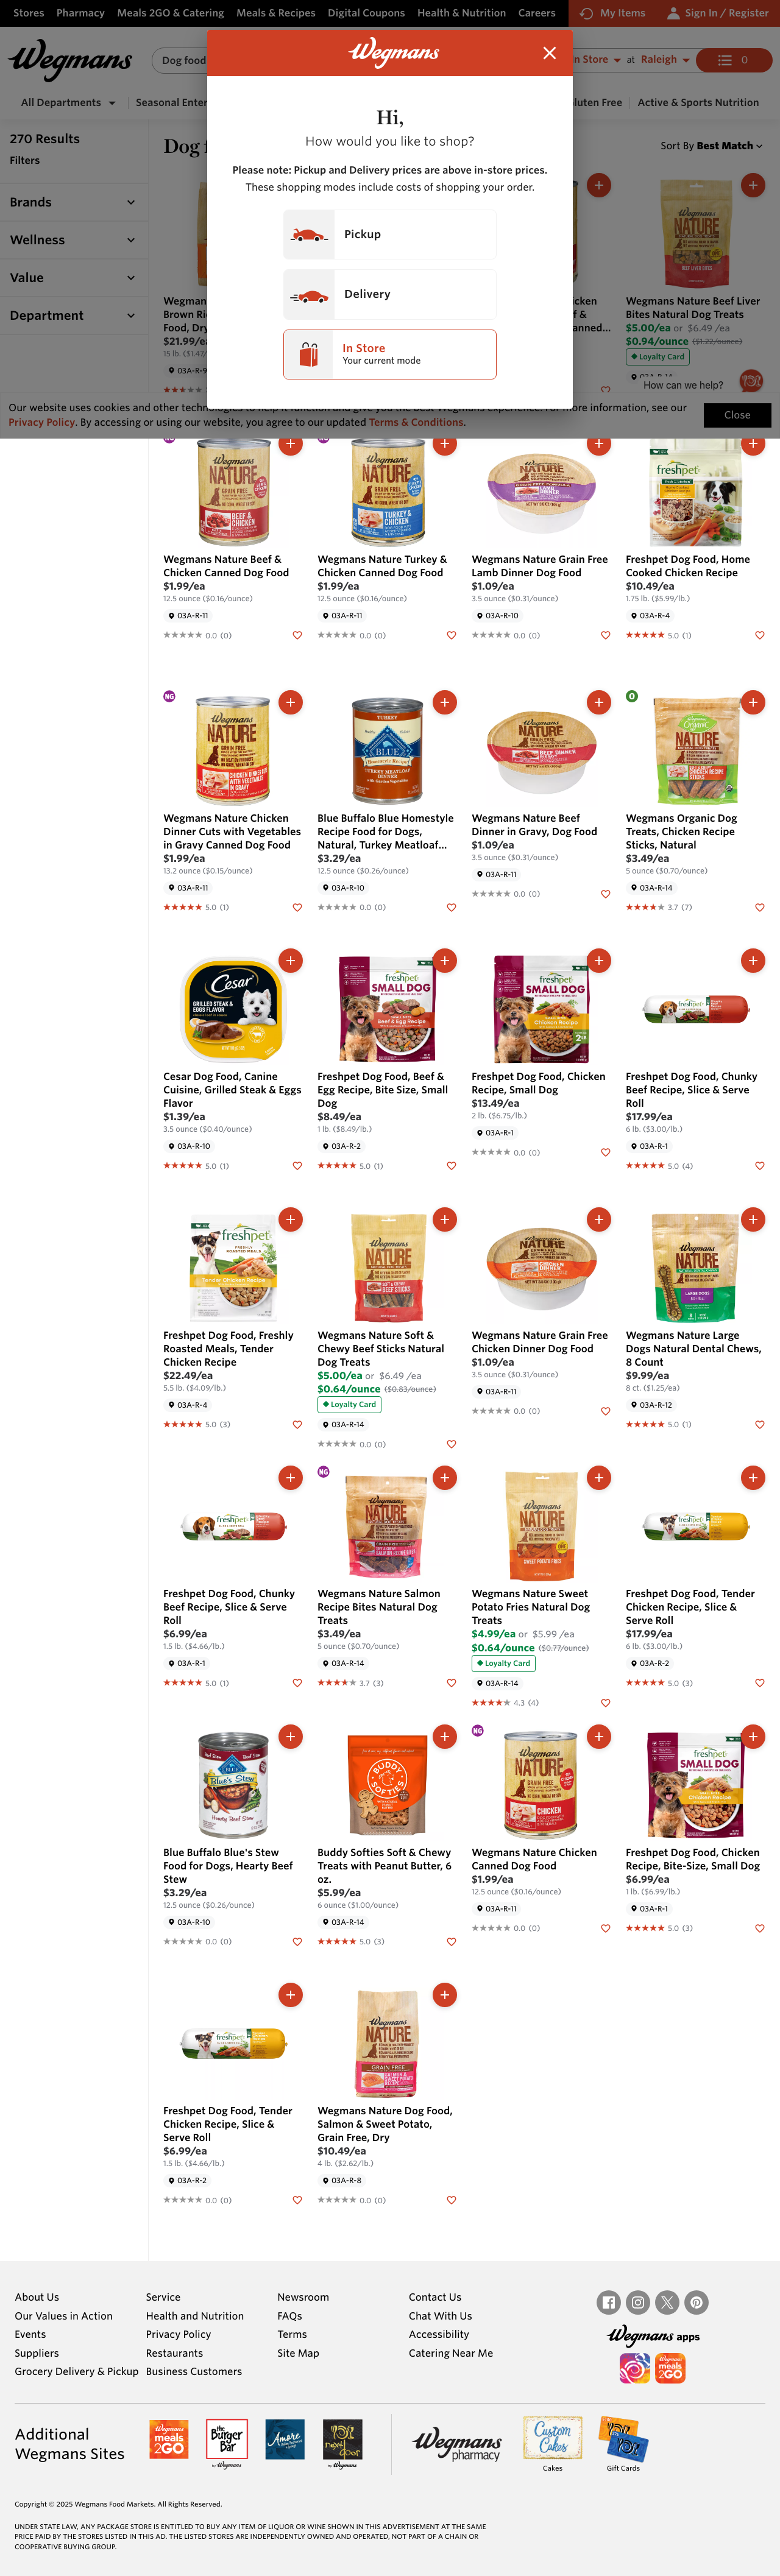 Stores Pharmacy Meals 2GO & Catering Meals & Recipes Digital Coupons Health & Nutrition Careers My Items Sign In / Register
Wegmans
Dog food
In Store at Raleigh 0
All Departments Seasonal Enter
Gluten Free Active & Sports Nutrition
Wegmans
Hi,
How would you like to shop?
Please note: Pickup and Delivery prices are above in-store prices.
These shopping modes include costs of shopping your order.
Pickup
Delivery
In Store
Your current mode
270 Results
Filters
Brands
Wellness
Value
Department
Dog f
Sort By Best Match
Wegman
Brown Ri
Food, Dry
$21.99/ea
15 lb. ($1.47/
03A-R-9
Wegmans Nature Beef Liver
Bites Natural Dog Treats
$5.00/ea or $6.49 /ea
$0.94/ounce ($1.22/ounce)
Loyalty Card
How can we help?
Our website uses cookies and other technologies to
For more information, see our
Privacy Policy. By accessing or using our website, you agree to our updated Terms & Conditions.
Close
Wegmans Nature Beef &
Chicken Canned Dog Food
$1.99/ea
12.5 ounce ($0.16/ounce)
03A-R-11
0.0 (0)
Wegmans Nature Turkey &
Chicken Canned Dog Food
$1.99/ea
12.5 ounce ($0.16/ounce)
03A-R-11
0.0 (0)
Wegmans Nature Grain Free
Lamb Dinner Dog Food
$1.09/ea
3.5 ounce ($0.31/ounce)
03A-R-10
0.0 (0)
Freshpet Dog Food, Home
Cooked Chicken Recipe
$10.49/ea
1.75 lb. ($5.99/lb.)
03A-R-4
5.0 (1)
NG
Wegmans Nature Chicken
Dinner Cuts with Vegetables
in Gravy Canned Dog Food
$1.99/ea
13.2 ounce ($0.15/ounce)
03A-R-11
5.0 (1)
Blue Buffalo Blue Homestyle
Recipe Food for Dogs,
Natural, Turkey Meatloaf...
$3.29/ea
12.5 ounce ($0.26/ounce)
03A-R-10
0.0 (0)
Wegmans Nature Beef
Dinner in Gravy, Dog Food
$1.09/ea
3.5 ounce ($0.31/ounce)
03A-R-11
0.0 (0)
O
Wegmans Organic Dog
Treats, Chicken Recipe
Sticks, Natural
$3.49/ea
5 ounce ($0.70/ounce)
03A-R-14
3.7 (7)
Cesar Dog Food, Canine
Cuisine, Grilled Steak & Eggs
Flavor
$1.39/ea
3.5 ounce ($0.40/ounce)
03A-R-10
5.0 (1)
Freshpet Dog Food, Beef &
Egg Recipe, Bite Size, Small
Dog
$8.49/ea
1 lb. ($8.49/lb.)
03A-R-2
5.0 (1)
Freshpet Dog Food, Chicken
Recipe, Small Dog
$13.49/ea
2 lb. ($6.75/lb.)
03A-R-1
0.0 (0)
Freshpet Dog Food, Chunky
Beef Recipe, Slice & Serve
Roll
$17.99/ea
6 lb. ($3.00/lb.)
03A-R-1
5.0 (4)
Freshpet Dog Food, Freshly
Roasted Meals, Tender
Chicken Recipe
$22.49/ea
5.5 lb. ($4.09/lb.)
03A-R-4
5.0 (3)
Wegmans Nature Soft &
Chewy Beef Sticks Natural
Dog Treats
$5.00/ea or $6.49 /ea
$0.64/ounce ($0.83/ounce)
Loyalty Card
03A-R-14
0.0 (0)
Wegmans Nature Grain Free
Chicken Dinner Dog Food
$1.09/ea
3.5 ounce ($0.31/ounce)
03A-R-11
0.0 (0)
Wegmans Nature Large
Dogs Natural Dental Chews,
8 Count
$9.99/ea
8 ct. ($1.25/ea)
03A-R-12
5.0 (1)
Freshpet Dog Food, Chunky
Beef Recipe, Slice & Serve
Roll
$6.99/ea
1.5 lb. ($4.66/lb.)
03A-R-1
5.0 (1)
NG
Wegmans Nature Salmon
Recipe Bites Natural Dog
Treats
$3.49/ea
5 ounce ($0.70/ounce)
03A-R-14
3.7 (3)
Wegmans Nature Sweet
Potato Fries Natural Dog
Treats
$4.99/ea or $5.99 /ea
$0.64/ounce ($0.77/ounce)
Loyalty Card
03A-R-14
4.3 (4)
Freshpet Dog Food, Tender
Chicken Recipe, Slice &
Serve Roll
$17.99/ea
6 lb. ($3.00/lb.)
03A-R-2
5.0 (3)
Blue Buffalo Blue's Stew
Food for Dogs, Hearty Beef
Stew
$3.29/ea
12.5 ounce ($0.26/ounce)
03A-R-10
0.0 (0)
Buddy Softies Soft & Chewy
Treats with Peanut Butter, 6
oz.
$5.99/ea
6 ounce ($1.00/ounce)
03A-R-14
5.0 (3)
NG
Wegmans Nature Chicken
Canned Dog Food
$1.99/ea
12.5 ounce ($0.16/ounce)
03A-R-11
0.0 (0)
Freshpet Dog Food, Chicken
Recipe, Bite-Size, Small Dog
$6.99/ea
1 lb. ($6.99/lb.)
03A-R-1
5.0 (3)
Freshpet Dog Food, Tender
Chicken Recipe, Slice &
Serve Roll
$6.99/ea
1.5 lb. ($4.66/lb.)
03A-R-2
0.0 (0)
Wegmans Nature Dog Food,
Salmon & Sweet Potato,
Grain Free, Dry
$10.49/ea
4 lb. ($2.62/lb.)
03A-R-8
0.0 (0)
About Us Service Newsroom Contact Us
Our Values in Action Health and Nutrition FAQs Chat With Us
Events Privacy Policy Terms Accessibility
Suppliers Restaurants Site Map Catering Near Me
Grocery Delivery & Pickup Business Customers
Wegmans apps
Additional
Wegmans Sites
Wegmans meals 2GO
the Burger Bar by Wegmans
Amore
next door by Wegmans
Wegmans pharmacy
Custom Cakes
Cakes
Gift Cards
Copyright © 2025 Wegmans Food Markets. All Rights Reserved.
UNDER STATE LAW, ANY PACKAGE STORE IS ENTITLED TO BUY ANY ITEM OF LIQUOR OR WINE SHOWN IN THIS ADVERTISEMENT AT THE SAME
PRICE PAID BY THE STORES LISTED IN THIS AD. THE LISTED STORES ARE INDEPENDENTLY OWNED AND OPERATED, NOT PART OF A CHAIN OR
COOPERATIVE BUYING GROUP.